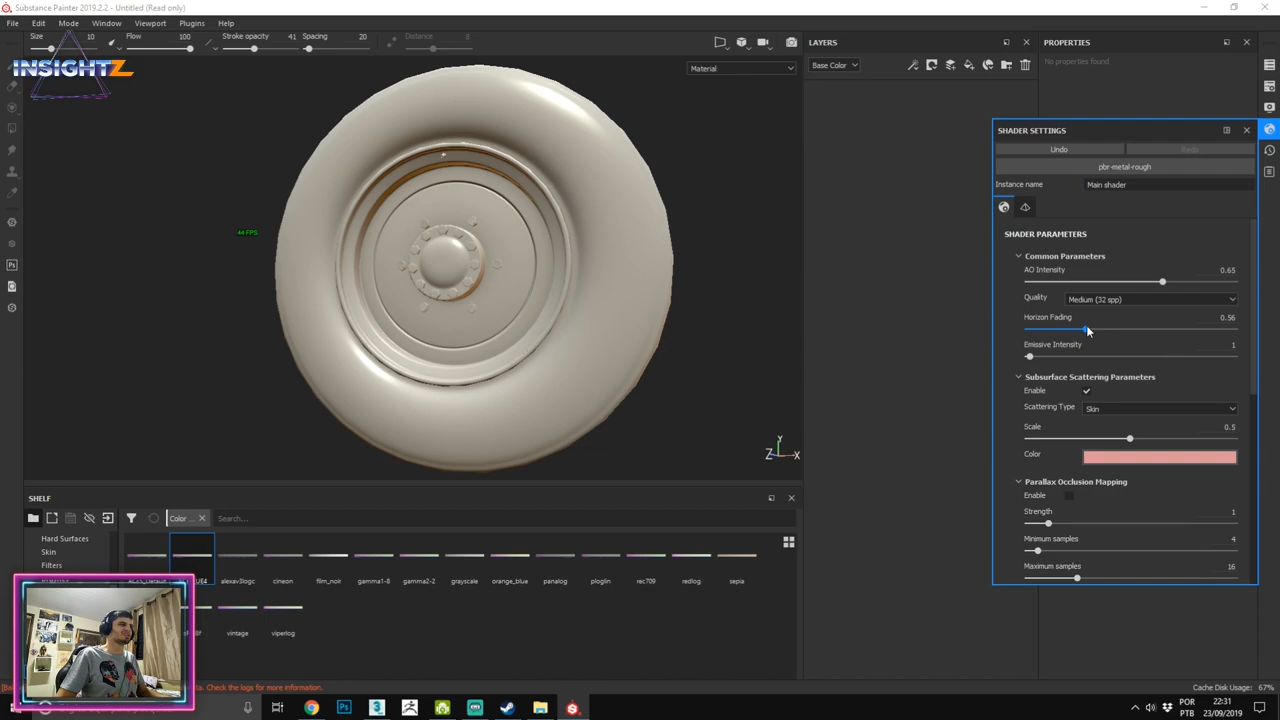 Substance Painter 2019.2.2 - Untitled (Read only)
File Edit Mode Window Viewport Plugins Help
Size 10 Flow 100 Stroke opacity 41 Spacing 20 Distance 8
INSIGHTZ
Material
44 FPS
Y
Z X
LAYERS
Base Color
PROPERTIES
No properties found
SHADER SETTINGS
Undo Redo
pbr-metal-rough
Instance name Main shader
SHADER PARAMETERS
Common Parameters
AO Intensity 0.65
Quality Medium (32 spp)
Horizon Fading 0.56
Emissive Intensity 1
Subsurface Scattering Parameters
Enable
Scattering Type Skin
Scale 0.5
Color
Parallax Occlusion Mapping
Enable
Strength 1
Minimum samples 4
Maximum samples 16
SHELF
Color ... Search...
Hard Surfaces
Skin
Filters
alexav3logc cineon film_noir gamma1-8 gamma2-2 grayscale orange_blue panalog ploglin rec709 redlog sepia
vintage viperlog
Check the logs for more information.
Cache Disk Usage: 67%
POR
PTB
22:31
23/09/2019